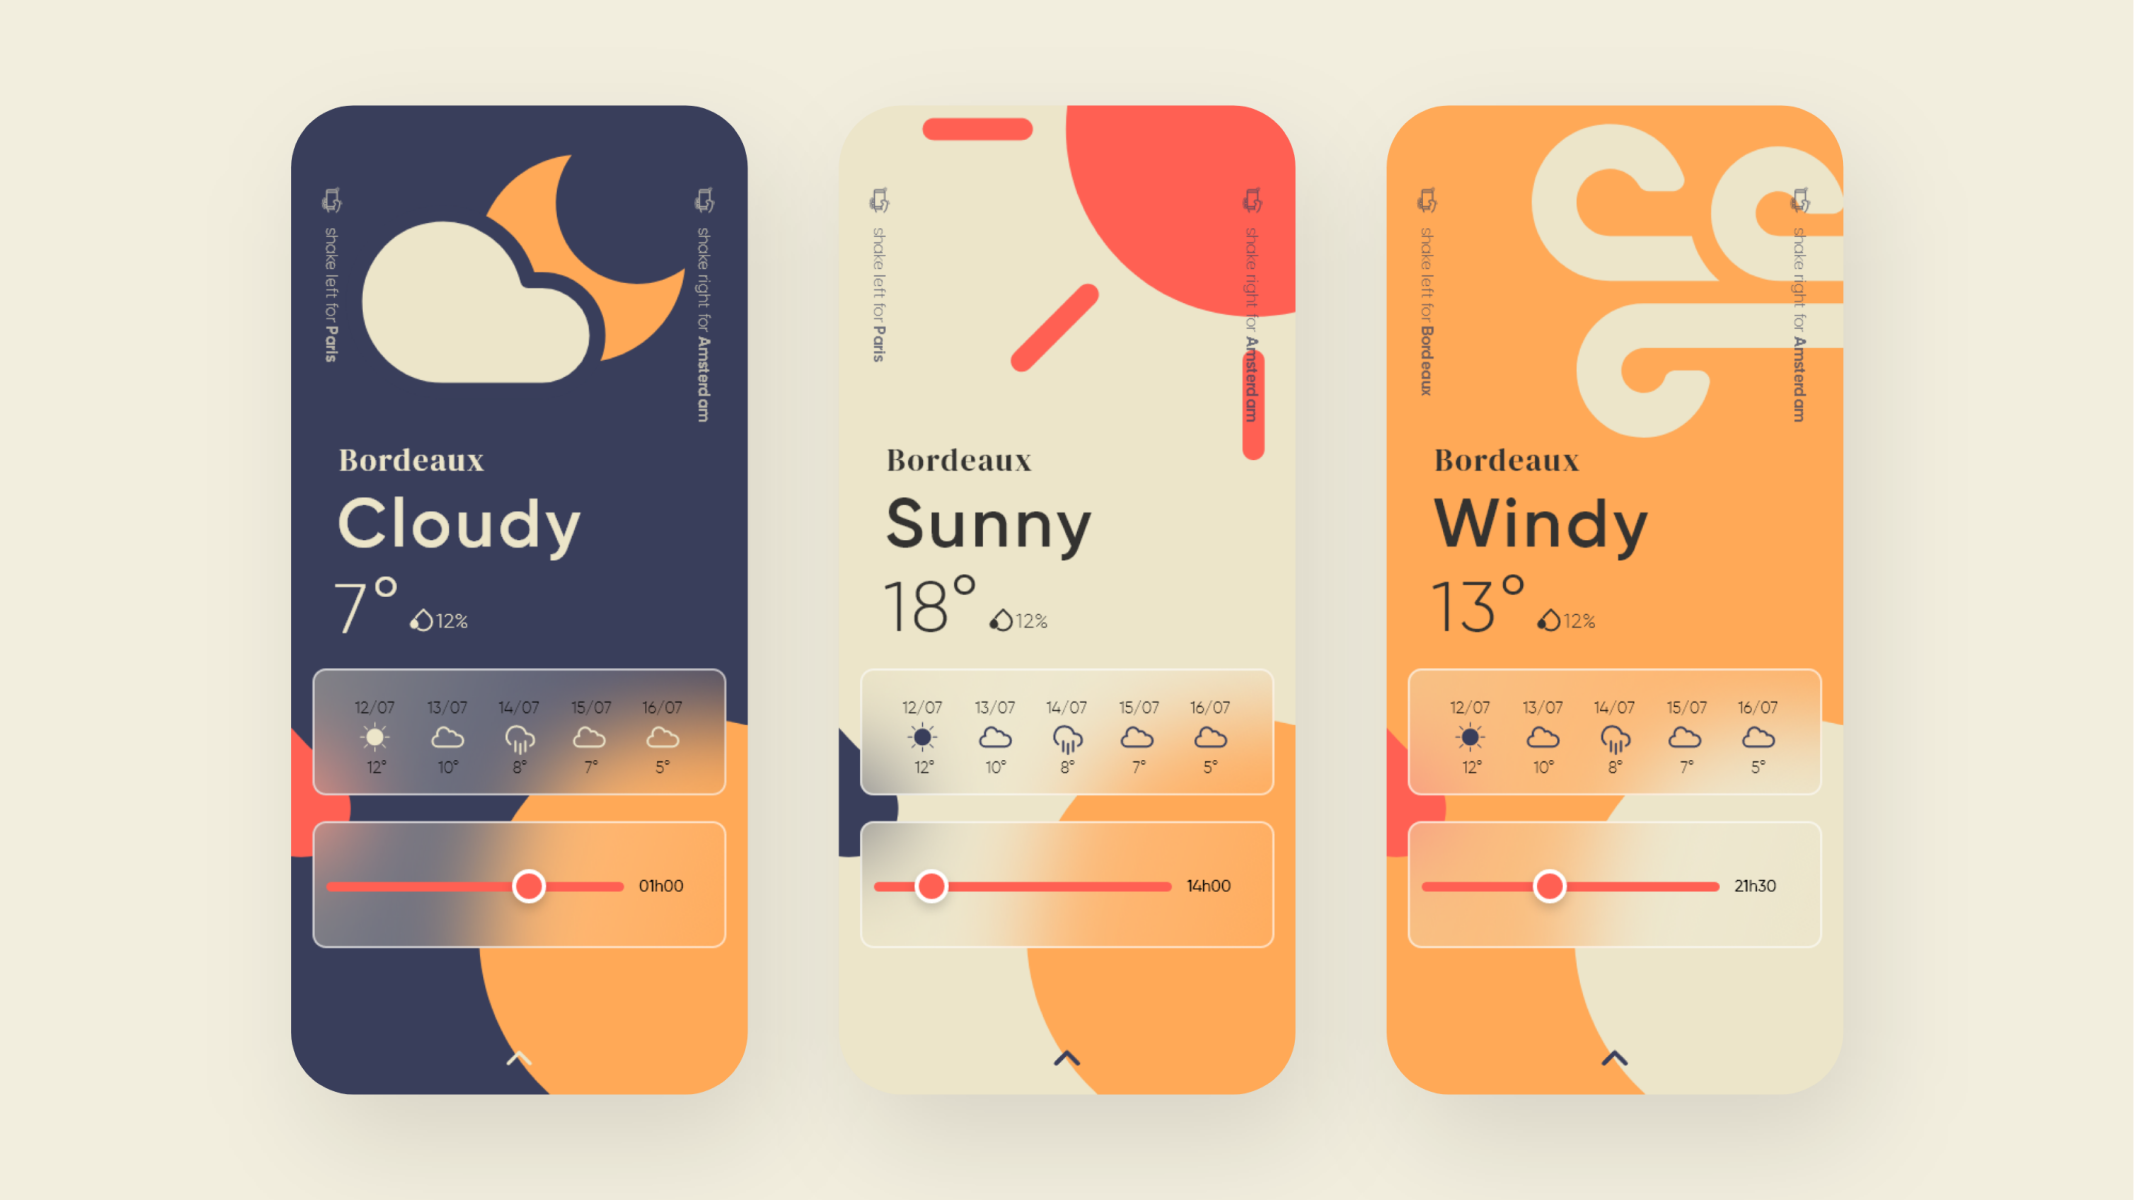 shake left for Paris
shake right for Amsterdam
Bordeaux
Cloudy
7°
12%
12/07 13/07 14/07 15/07 16/07
12° 10° 8° 7° 5°
01h00
shake left for Paris
shake right for Amsterdam
Bordeaux
Sunny
18°
12%
12/07 13/07 14/07 15/07 16/07
12° 10° 8° 7° 5°
14h00
shake left for Bordeaux
shake right for Amsterdam
Bordeaux
Windy
13°
12%
12/07 13/07 14/07 15/07 16/07
12° 10° 8° 7° 5°
21h30